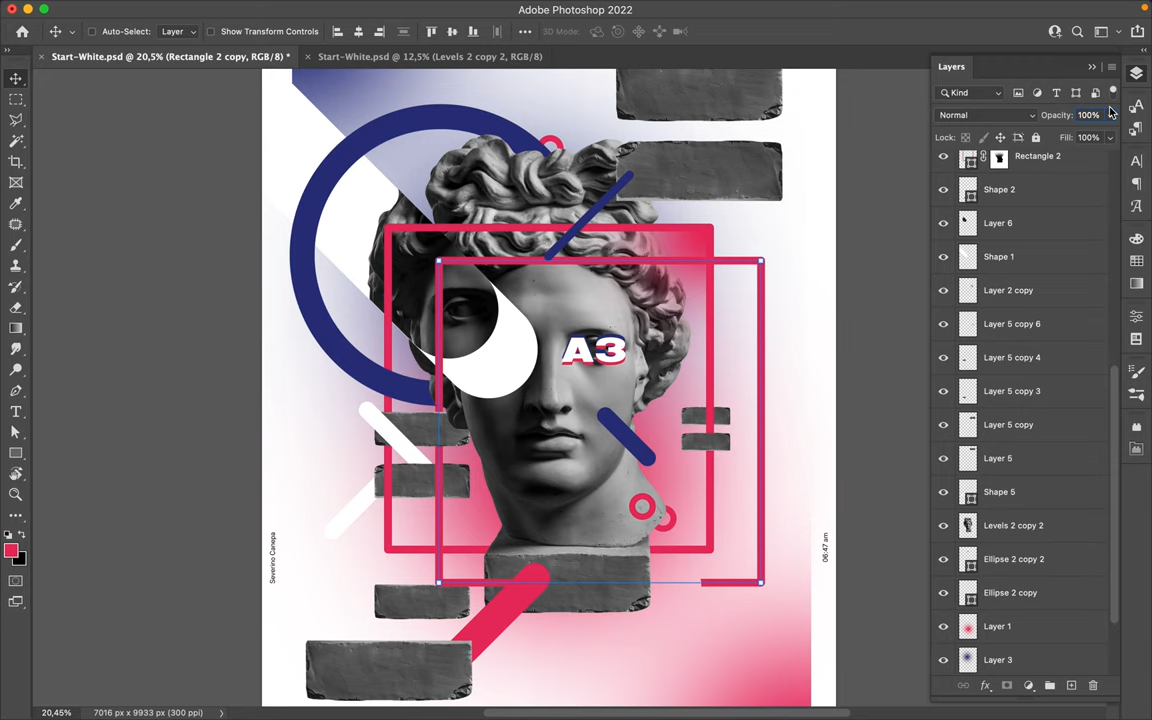 Adobe Photoshop 2022
Auto-Select: Layer Show Transform Controls 3D Mode:
Start-White.psd @ 20,5% (Rectangle 2 copy, RGB/8) * Start-White.psd @ 12,5% (Levels 2 copy 2, RGB/8)
Layers
Kind
Normal Opacity: 100%
Lock: Fill: 100%
Rectangle 2
Shape 2
Layer 6
Shape 1
Layer 2 copy
Layer 5 copy 6
Layer 5 copy 4
Layer 5 copy 3
Layer 5 copy
Layer 5
Shape 5
Levels 2 copy 2
Ellipse 2 copy 2
Ellipse 2 copy
Layer 1
Layer 3
A3
Severino Canepa
06:47 am
20,45% 7016 px x 9933 px (300 ppi)